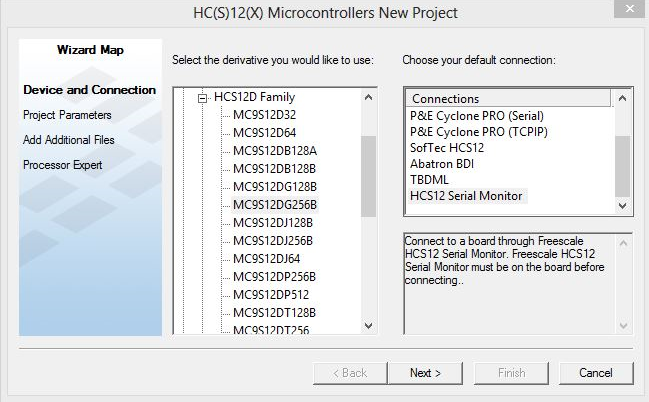 HC(S)12(X) Microcontrollers New Project
Wizard Map
Device and Connection
Project Parameters
Add Additional Files
Processor Expert
Select the derivative you would like to use:
HCS12D Family
MC9S12D32
MC9S12D64
MC9S12DB128A
MC9S12DB128B
MC9S12DG128B
MC9S12DG256B
MC9S12DJ128B
MC9S12DJ256B
MC9S12DJ64
MC9S12DP256B
MC9S12DP512
MC9S12DT128B
MC9S12DT256
Choose your default connection:
Connections
P&E Cyclone PRO (Serial)
P&E Cyclone PRO (TCPIP)
SofTec HCS12
Abatron BDI
TBDML
HCS12 Serial Monitor
Connect to a board through Freescale
HCS12 Serial Monitor. Freescale HCS12
Serial Monitor must be on the board before
connecting..
< Back
Next >
Finish
Cancel